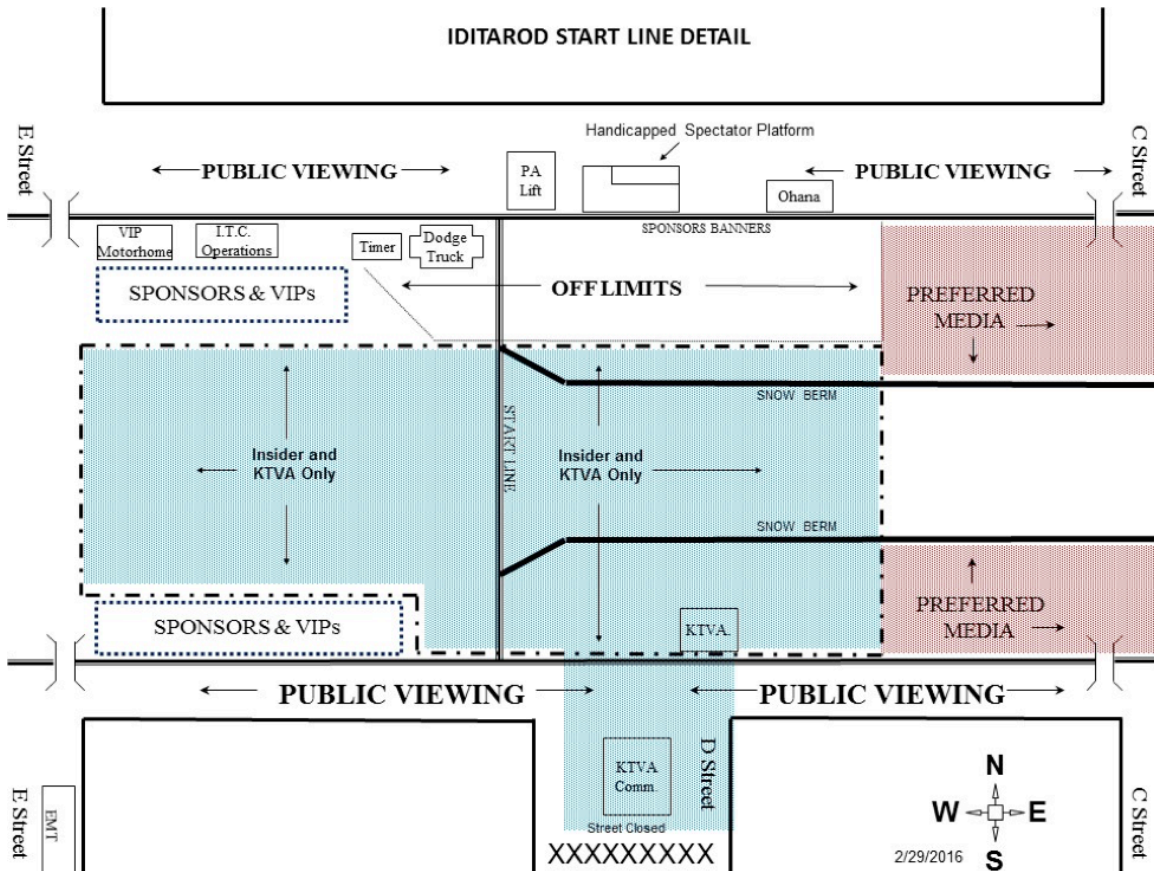 IDITAROD START LINE DETAIL
E Street
C Street
Handicapped Spectator Platform
PUBLIC VIEWING
PA
Lift
PUBLIC VIEWING
Ohana
VIP
Motorhome
I.T.C.
Operations
Timer
Dodge
Truck
SPONSORS BANNERS
SPONSORS & VIPs
OFF LIMITS
PREFERRED
MEDIA
SNOW BERM
START LINE
Insider and
KTVA Only
Insider and
KTVA Only
SNOW BERM
SPONSORS & VIPs
KTVA.
PREFERRED
MEDIA
PUBLIC VIEWING
PUBLIC VIEWING
E Street
EMT
KTVA
Comm.
D Street
Street Closed
XXXXXXXXX
N
W
E
S
2/29/2016
C Street